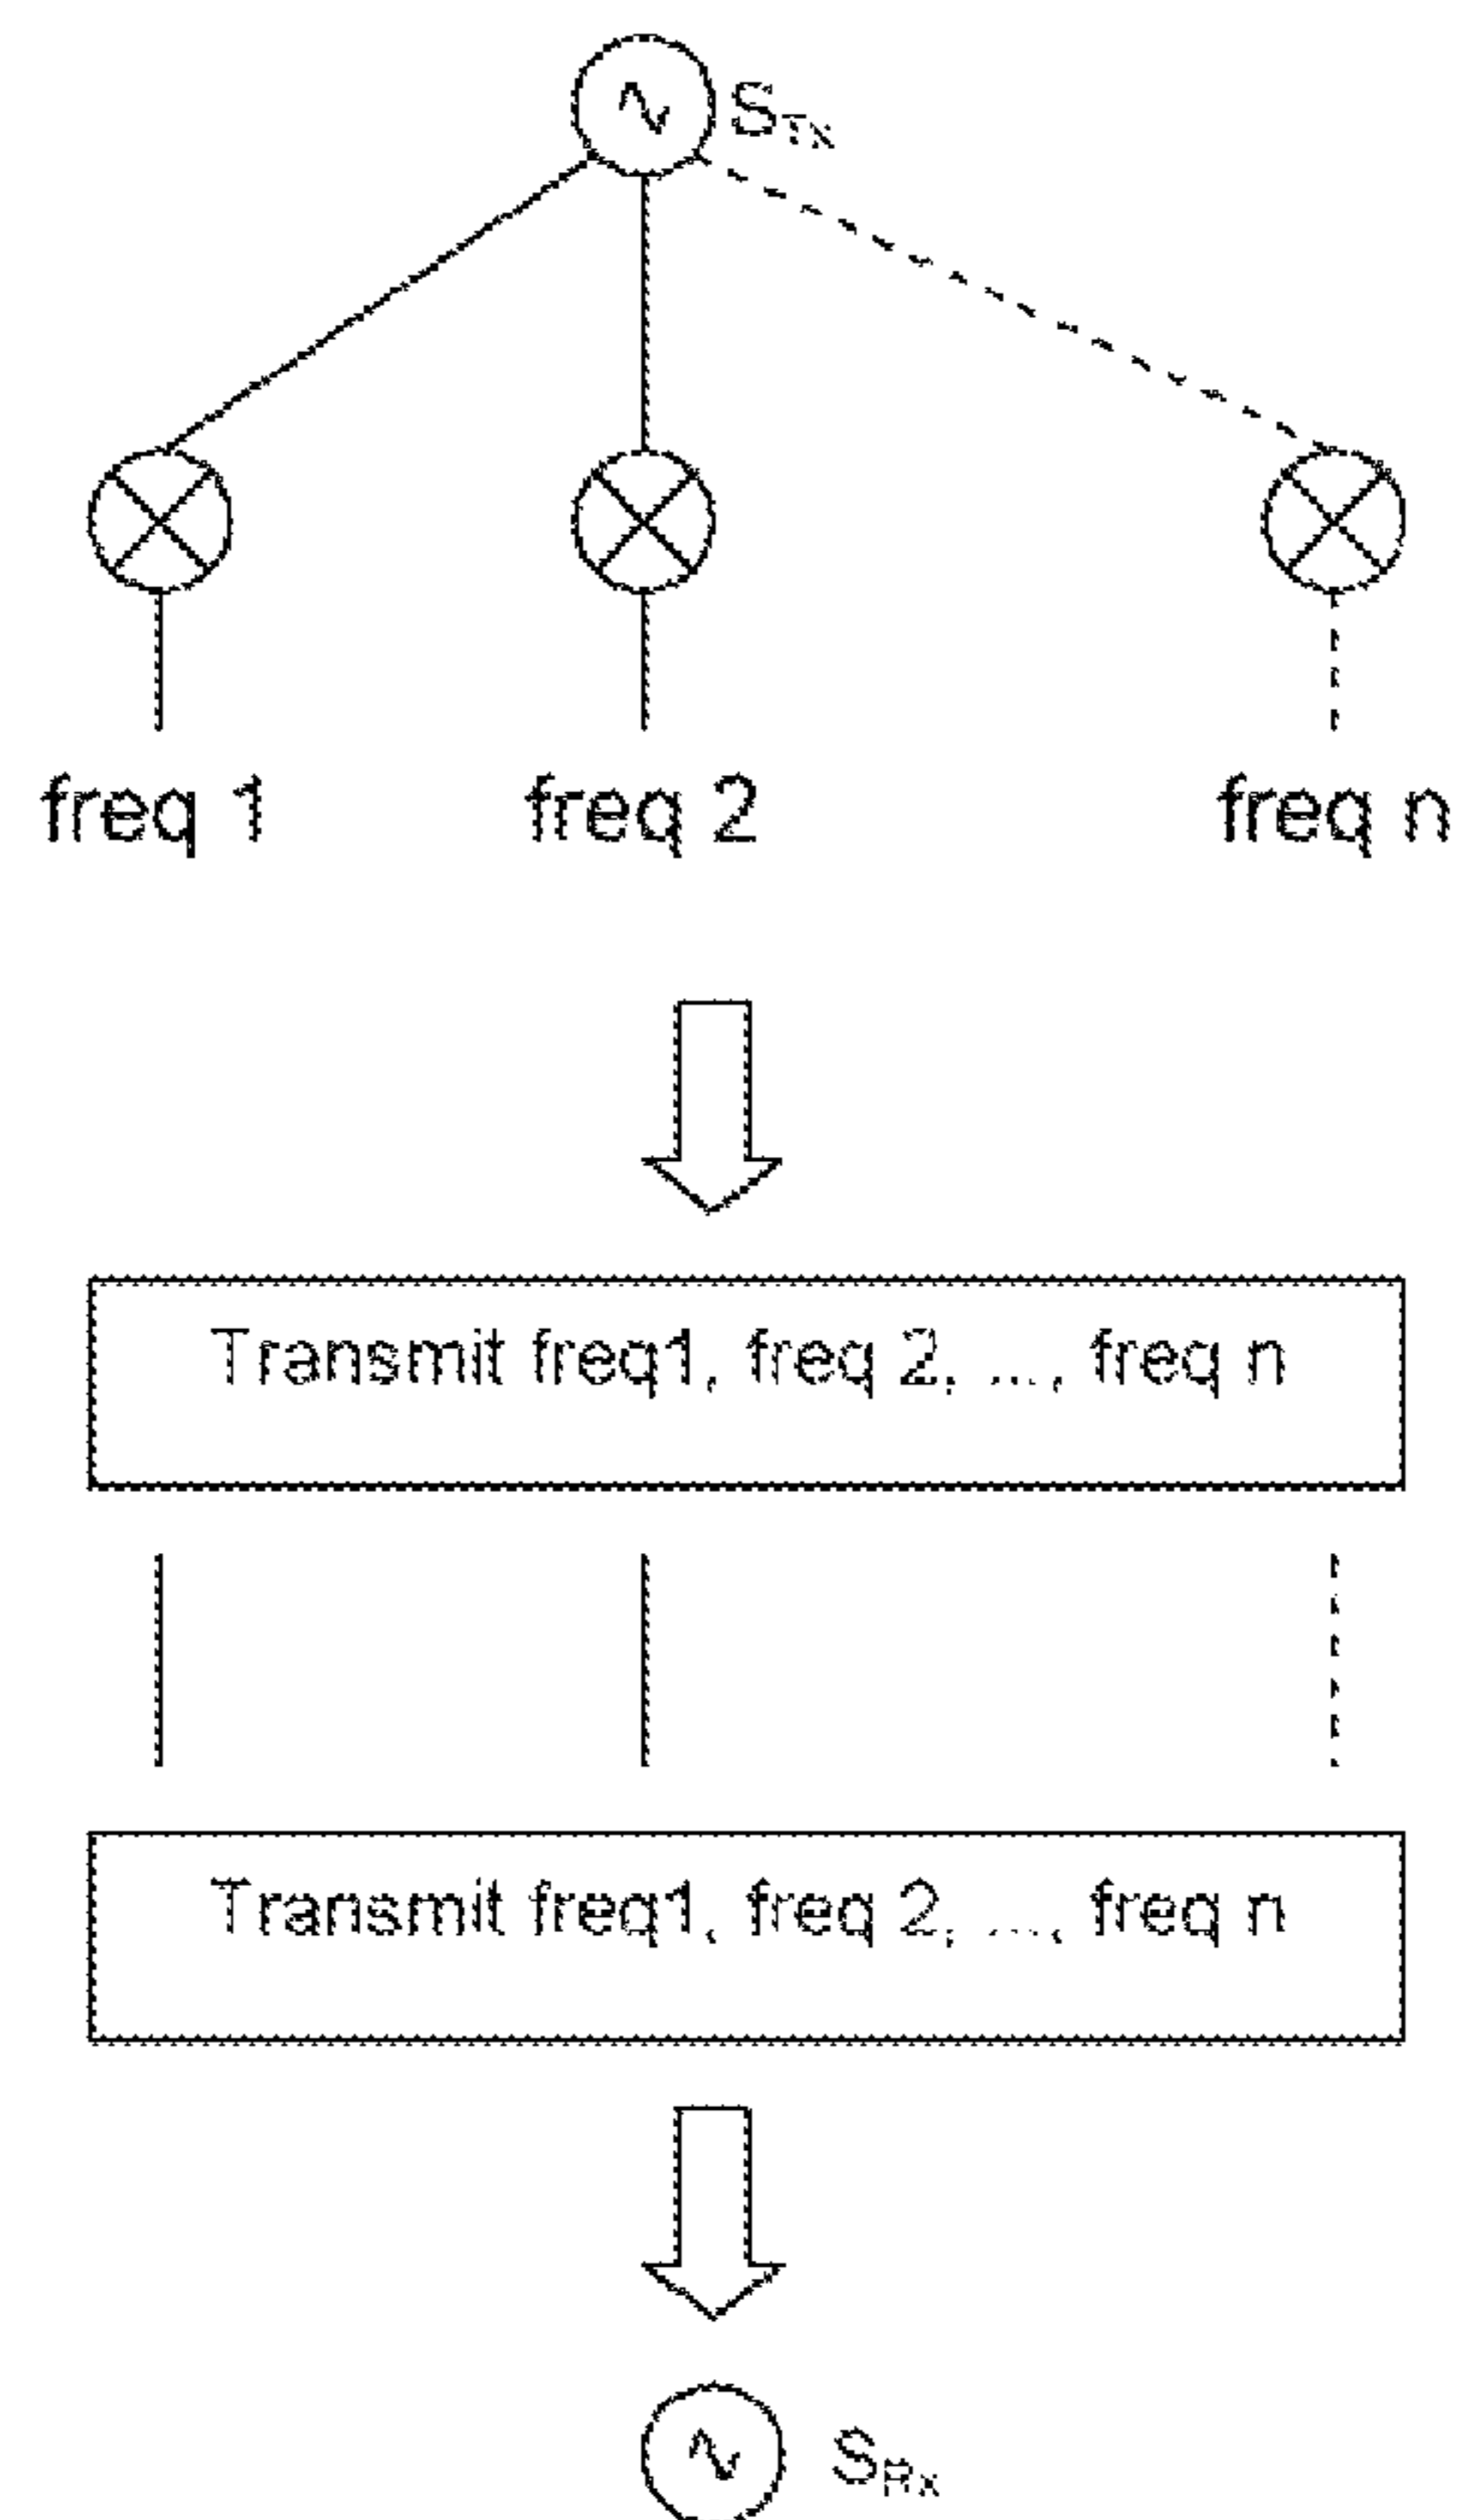 S_Tx
freq 1 freq 2 freq n
Transmit freq1, freq 2, ..., freq n
Transmit freq1, freq 2, ..., freq n
S_Rx